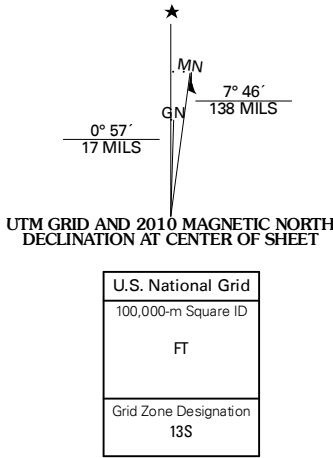 ★
MN
7° 46´
138 MILS
GN
0° 57´
17 MILS
UTM GRID AND 2010 MAGNETIC NORTH
DECLINATION AT CENTER OF SHEET
U.S. National Grid
100,000-m Square ID
FT
Grid Zone Designation
13S